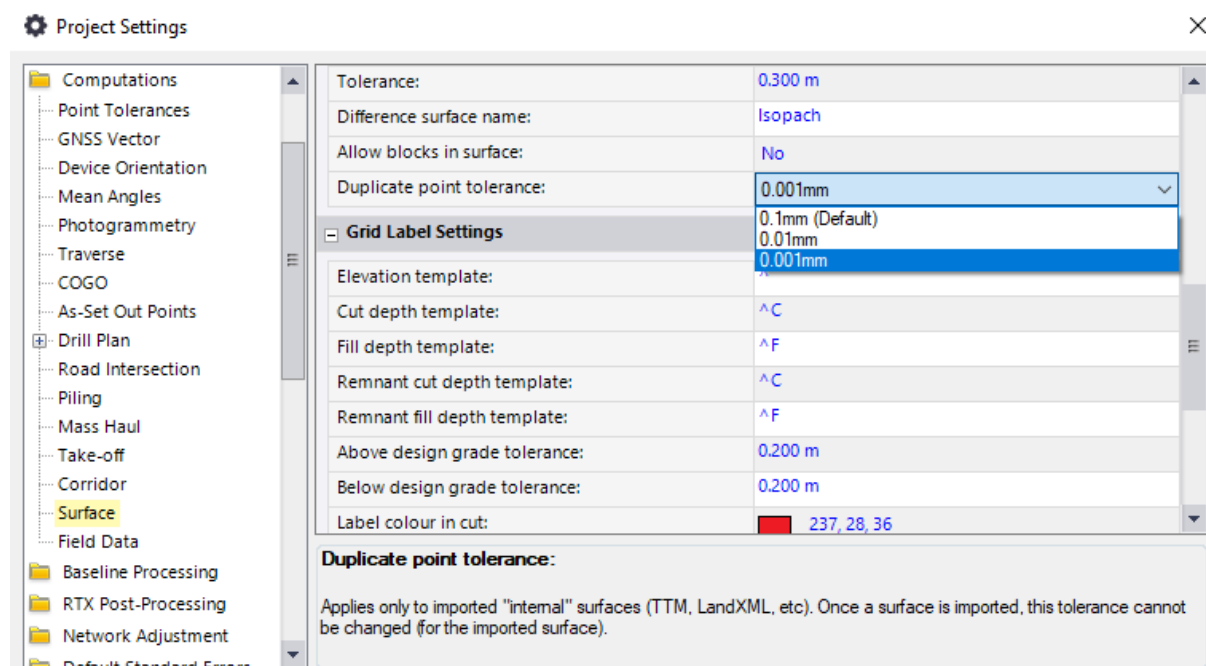 Project Settings
Computations
Point Tolerances
GNSS Vector
Device Orientation
Mean Angles
Photogrammetry
Traverse
COGO
As-Set Out Points
Drill Plan
Road Intersection
Piling
Mass Haul
Take-off
Corridor
Surface
Field Data
Baseline Processing
RTX Post-Processing
Network Adjustment
Default Standard Errors
Tolerance: 0.300 m
Difference surface name: Isopach
Allow blocks in surface: No
Duplicate point tolerance: 0.001mm
0.1mm (Default)
0.01mm
0.001mm
Grid Label Settings
Elevation template:
Cut depth template: ^C
Fill depth template: ^F
Remnant cut depth template: ^C
Remnant fill depth template: ^F
Above design grade tolerance: 0.200 m
Below design grade tolerance: 0.200 m
Label colour in cut: 237, 28, 36
Duplicate point tolerance:
Applies only to imported "internal" surfaces (TTM, LandXML, etc). Once a surface is imported, this tolerance cannot
be changed (for the imported surface).